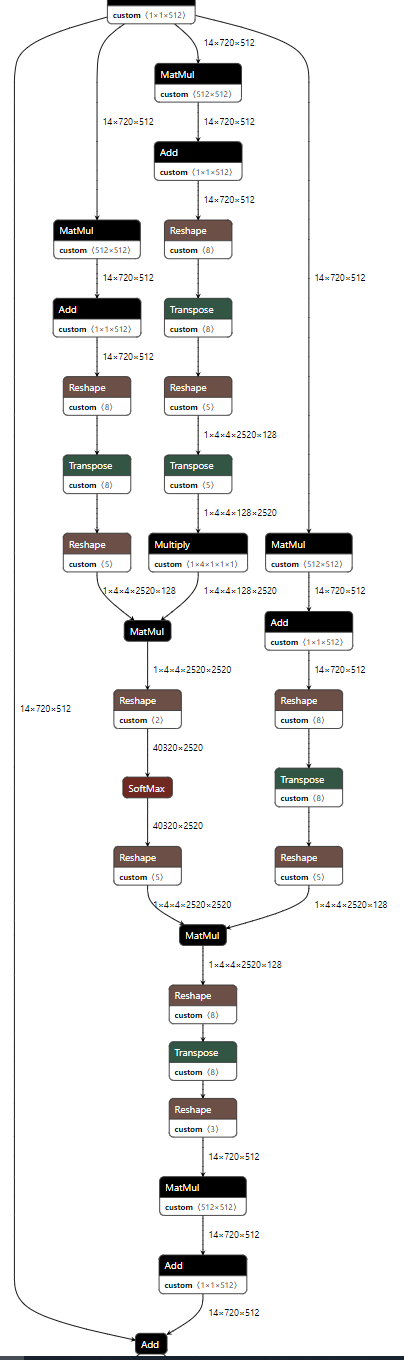 custom ⟨1×1×512⟩
14×720×512
MatMul
custom ⟨512×512⟩
14×720×512
14×720×512
Add
custom ⟨1×1×512⟩
14×720×512
MatMul
custom ⟨512×512⟩
Reshape
custom ⟨8⟩
14×720×512
14×720×512
Add
custom ⟨1×1×512⟩
Transpose
custom ⟨8⟩
14×720×512
Reshape
custom ⟨8⟩
Reshape
custom ⟨5⟩
1×4×4×2520×128
Transpose
custom ⟨8⟩
Transpose
custom ⟨5⟩
1×4×4×128×2520
Reshape
custom ⟨5⟩
Multiply
custom ⟨1×4×1×1×1⟩
MatMul
custom ⟨512×512⟩
1×4×4×2520×128
1×4×4×128×2520
14×720×512
MatMul
Add
custom ⟨1×1×512⟩
1×4×4×2520×2520
14×720×512
Reshape
custom ⟨2⟩
Reshape
custom ⟨8⟩
14×720×512
40320×2520
SoftMax
Transpose
custom ⟨8⟩
40320×2520
Reshape
custom ⟨5⟩
Reshape
custom ⟨5⟩
1×4×4×2520×2520
1×4×4×2520×128
MatMul
1×4×4×2520×128
Reshape
custom ⟨8⟩
Transpose
custom ⟨8⟩
Reshape
custom ⟨3⟩
14×720×512
MatMul
custom ⟨512×512⟩
14×720×512
Add
custom ⟨1×1×512⟩
14×720×512
Add